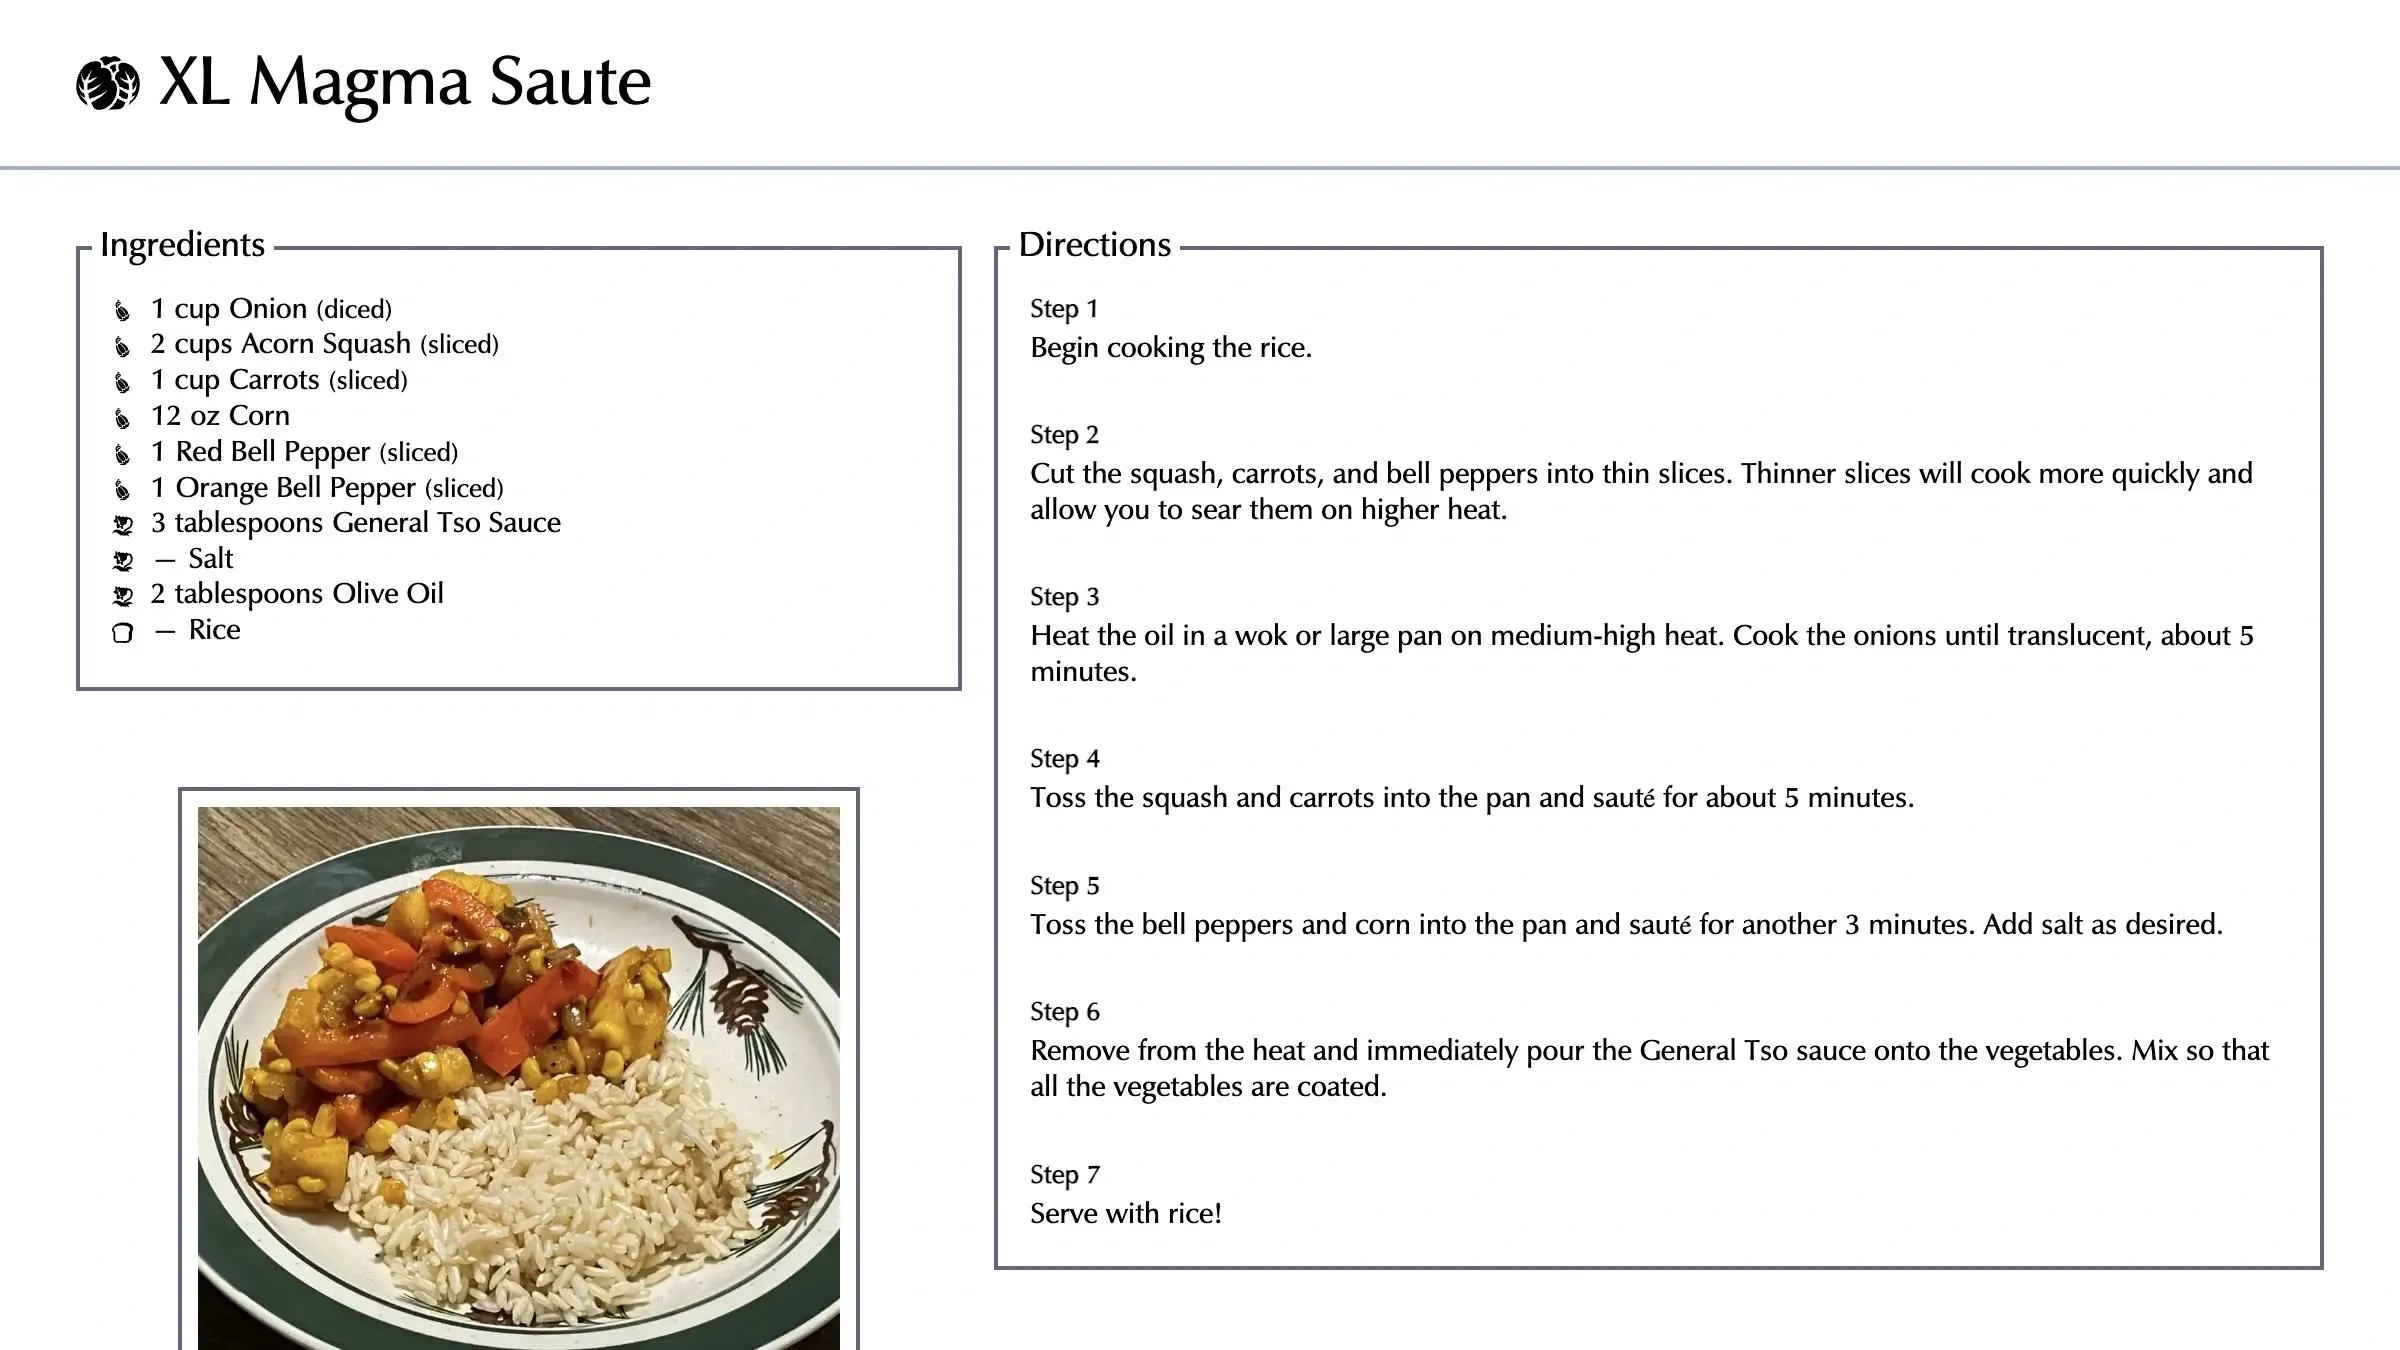 XL Magma Saute
Ingredients
1 cup Onion (diced)
2 cups Acorn Squash (sliced)
1 cup Carrots (sliced)
12 oz Corn
1 Red Bell Pepper (sliced)
1 Orange Bell Pepper (sliced)
3 tablespoons General Tso Sauce
— Salt
2 tablespoons Olive Oil
— Rice
Directions
Step 1
Begin cooking the rice.
Step 2
Cut the squash, carrots, and bell peppers into thin slices. Thinner slices will cook more quickly and
allow you to sear them on higher heat.
Step 3
Heat the oil in a wok or large pan on medium-high heat. Cook the onions until translucent, about 5
minutes.
Step 4
Toss the squash and carrots into the pan and sauté for about 5 minutes.
Step 5
Toss the bell peppers and corn into the pan and sauté for another 3 minutes. Add salt as desired.
Step 6
Remove from the heat and immediately pour the General Tso sauce onto the vegetables. Mix so that
all the vegetables are coated.
Step 7
Serve with rice!